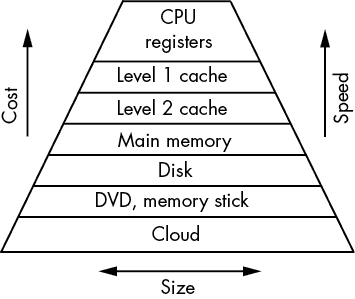 CPU
registers
Level 1 cache
Level 2 cache
Main memory
Disk
DVD, memory stick
Cloud
Cost
Speed
Size